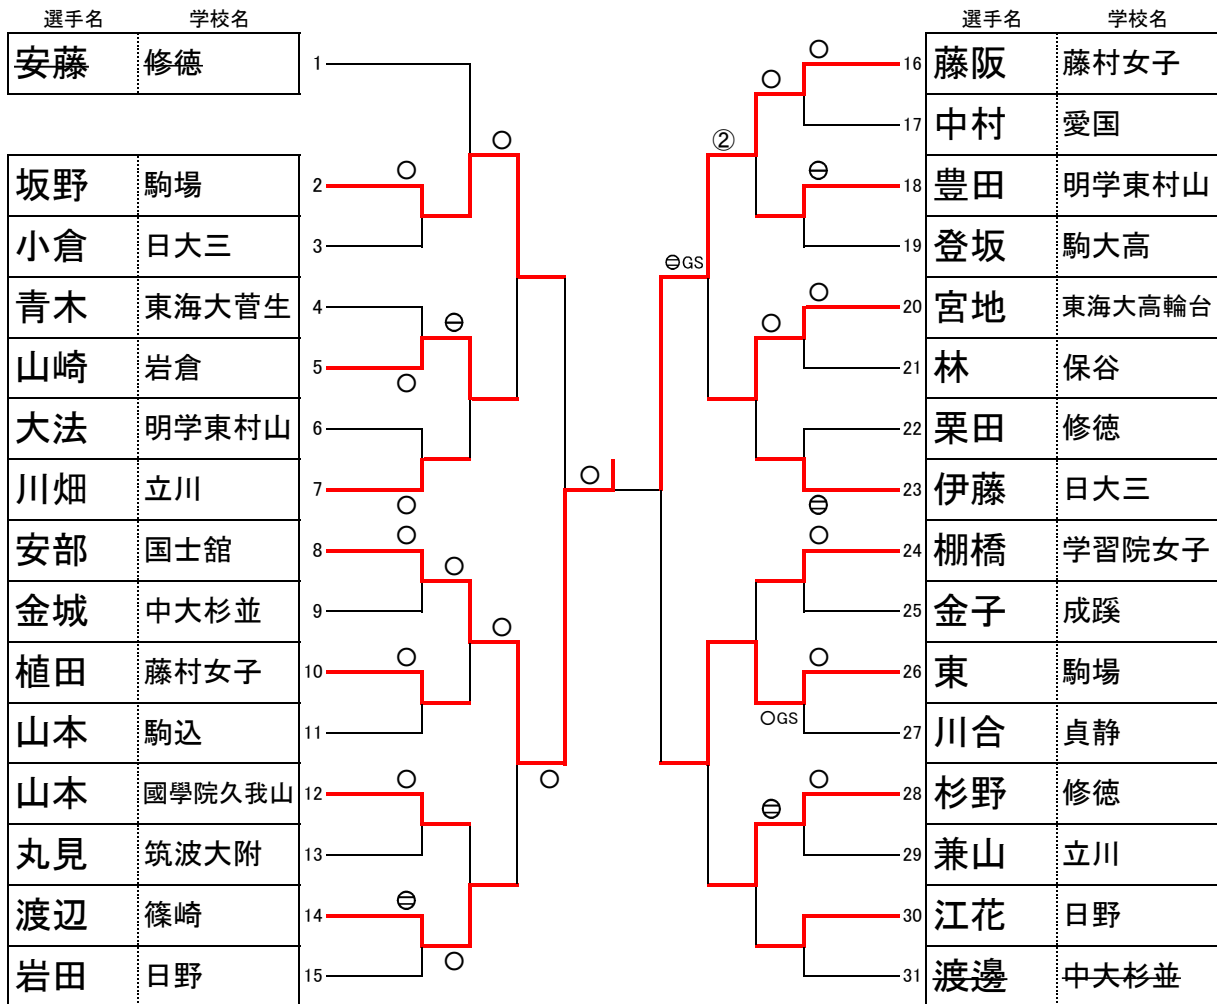 選手名 学校名
安藤 修德 1
坂野 駒場 2
小倉 日大三 3
青木 東海大菅生 4
山崎 岩倉 5
大法 明学東村山 6
川畑 立川 7
安部 国士舘 8
金城 中大杉並 9
植田 藤村女子 10
山本 駒込 11
山本 國學院久我山 12
丸見 筑波大附 13
渡辺 篠崎 14
岩田 日野 15
②
GS
GS
選手名 学校名
16 藤阪 藤村女子
17 中村 愛国
18 豊田 明学東村山
19 登坂 駒大高
20 宮地 東海大高輪台
21 林 保谷
22 栗田 修徳
23 伊藤 日大三
24 棚橋 学習院女子
25 金子 成蹊
26 東 駒場
27 川合 貞静
28 杉野 修徳
29 兼山 立川
30 江花 日野
31 渡邊 中大杉並